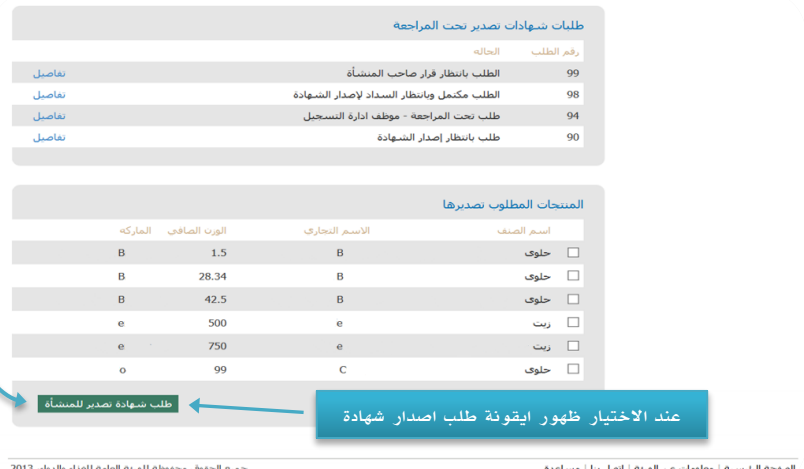 طلبات شهادات تصدير تحت المراجعة
رقم الطلب الحالة
99 الطلب بانتظار قرار صاحب المنشأة تفاصيل
98 الطلب مكتمل وبانتظار السداد لإصدار الشهادة تفاصيل
94 طلب تحت المراجعة - موظف ادارة التسجيل تفاصيل
90 طلب بانتظار إصدار الشهادة تفاصيل
المنتجات المطلوب تصديرها
اسم الصنف الاسم التجاري الوزن الصافي الماركة
حلوى B 1.5 B
حلوى B 28.34 B
حلوى B 42.5 B
زيت e 500 e
زيت e 750 e
حلوى C 99 o
طلب شهادة تصدير للمنشأة
عند الاختيار ظهور ايقونة طلب اصدار شهادة